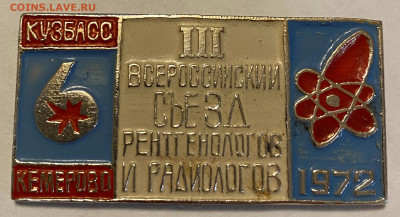 COINS.LAVE.RU
КУЗБАСС
КЕМЕРОВО
III
ВСЕРОССИЙСКИЙ
СЪЕЗД
РЕНТГЕНОЛОГОВ
И РАДИОЛОГОВ
1972